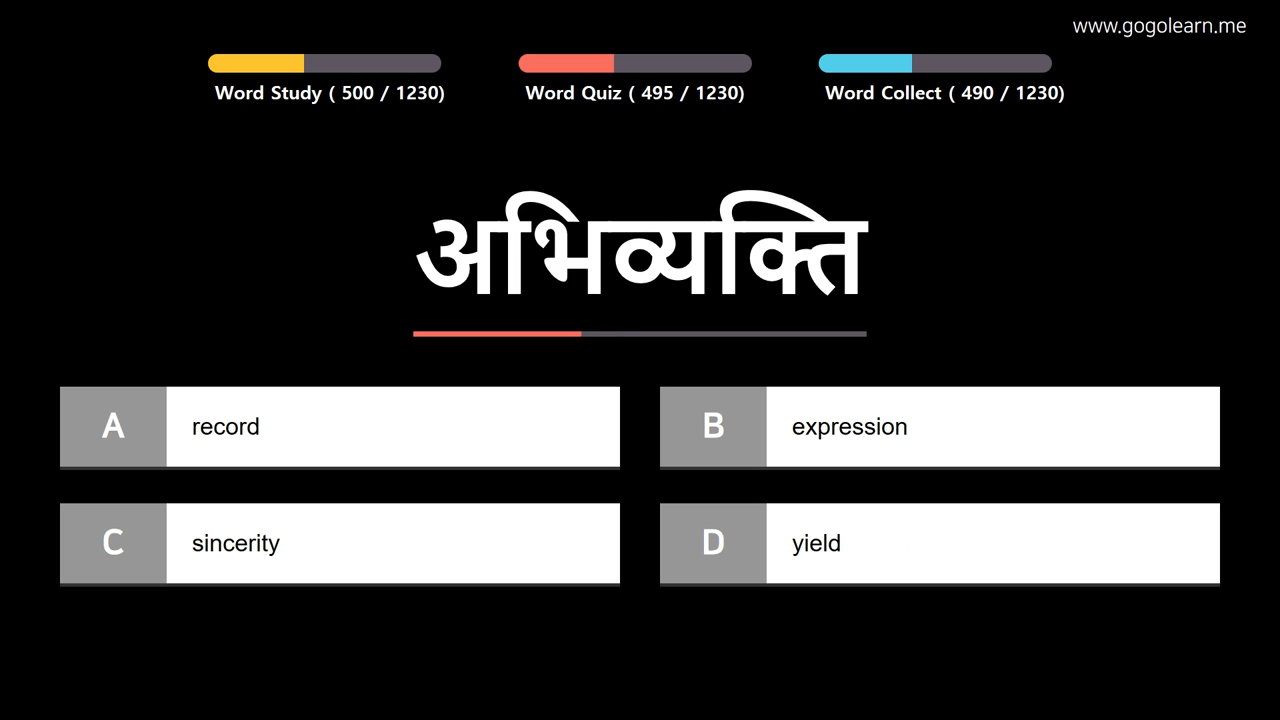 www.gogolearn.me
Word Study ( 500 / 1230)
Word Quiz ( 495 / 1230)
Word Collect ( 490 / 1230)
अभिव्यक्ति
A
record
B
expression
C
sincerity
D
yield